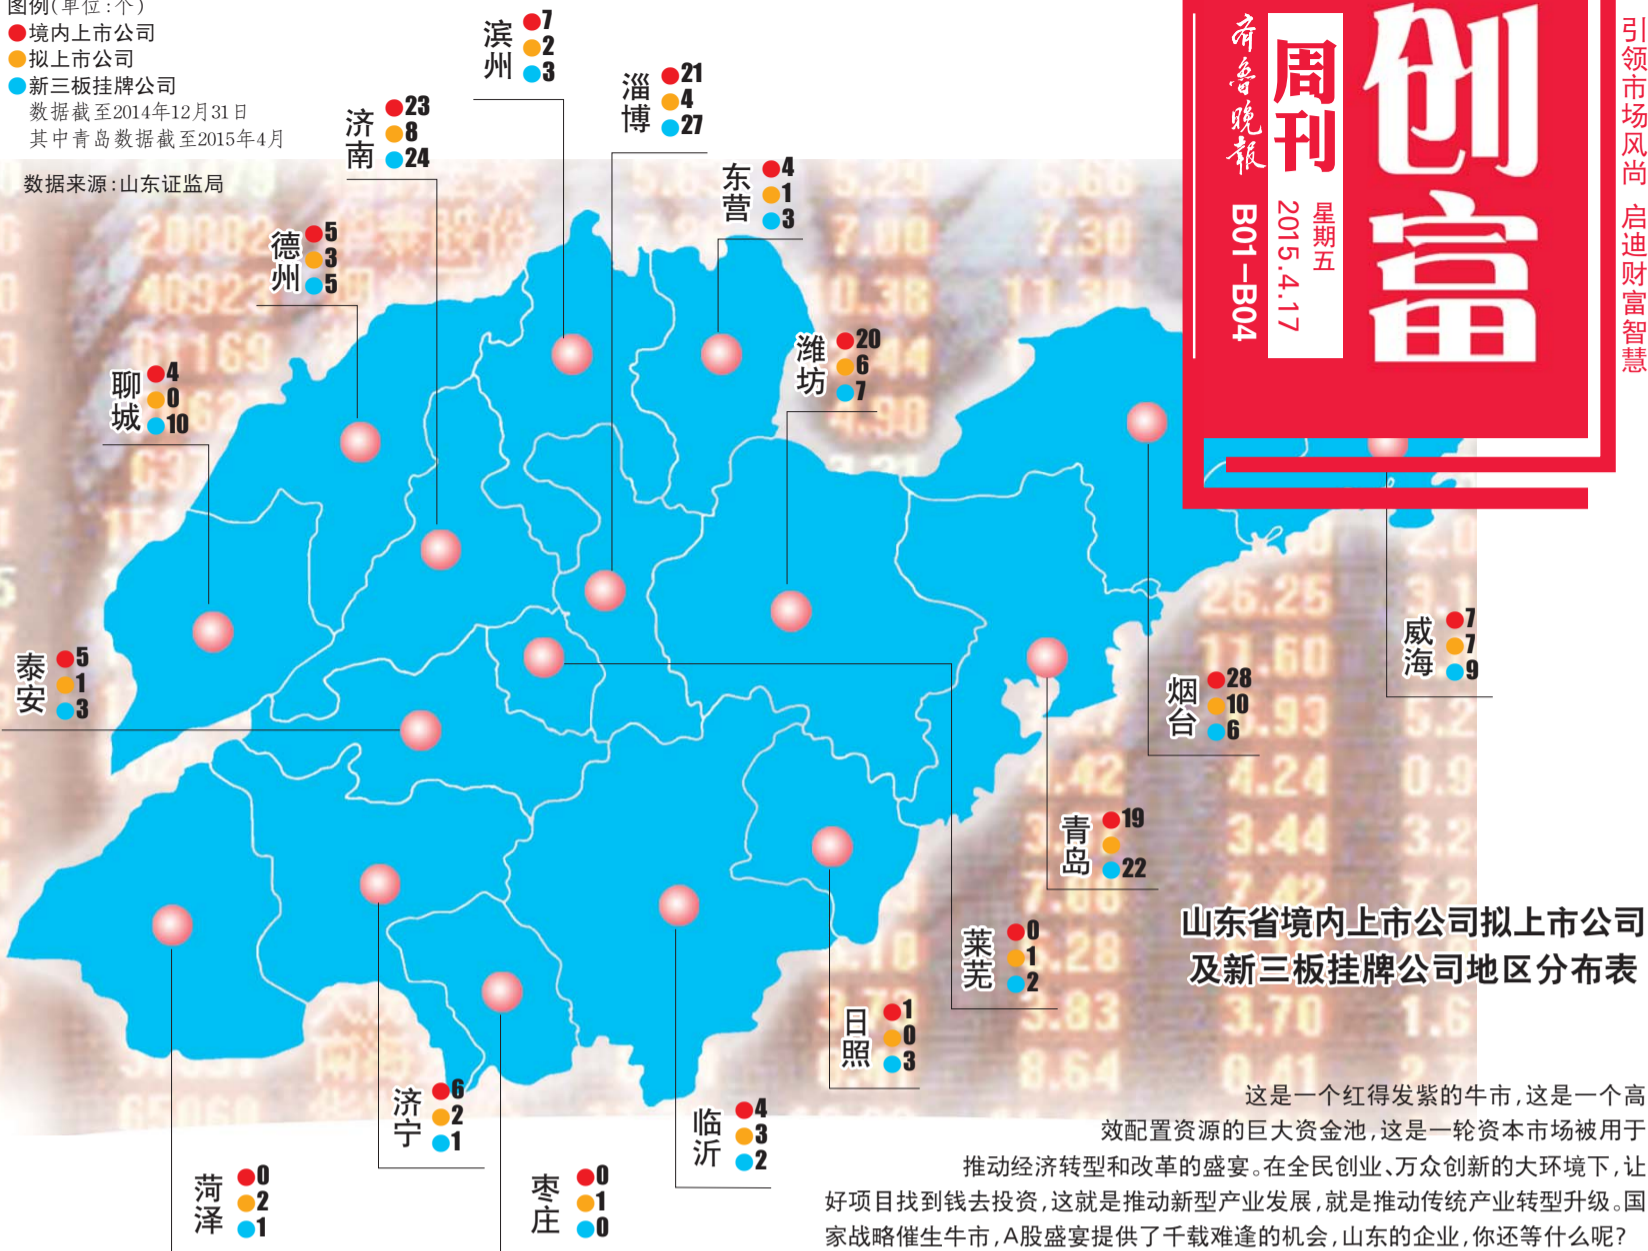 图例(单位:个)
境内上市公司
拟上市公司
新三板挂牌公司
数据截至2014年12月31日
其中青岛数据截至2015年4月
数据来源:山东证监局
滨州
7
2
3
淄博
21
4
27
济南
23
8
24
东营
4
1
3
德州
5
3
5
潍坊
20
6
7
聊城
4
0
10
泰安
5
1
3
威海
7
7
9
烟台
28
10
6
青岛
19
22
莱芜
0
1
2
日照
1
0
3
济宁
6
2
1
临沂
4
3
2
菏泽
0
2
1
枣庄
0
1
0
齐鲁晚报
B01-B04
周刊
2015.4.17
星期五
创富
引领市场风尚 启迪财富智慧
山东省境内上市公司拟上市公司
及新三板挂牌公司地区分布表
这是一个红得发紫的牛市,这是一个高
效配置资源的巨大资金池,这是一轮资本市场被用于
推动经济转型和改革的盛宴。在全民创业、万众创新的大环境下,让
好项目找到钱去投资,这就是推动新型产业发展,就是推动传统产业转型升级。国
家战略催生牛市,A股盛宴提供了千载难逢的机会,山东的企业,你还等什么呢?